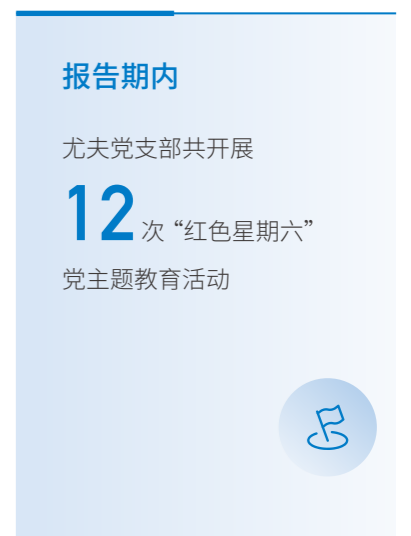 报告期内
尤夫党支部共开展
12次“红色星期六”
党主题教育活动